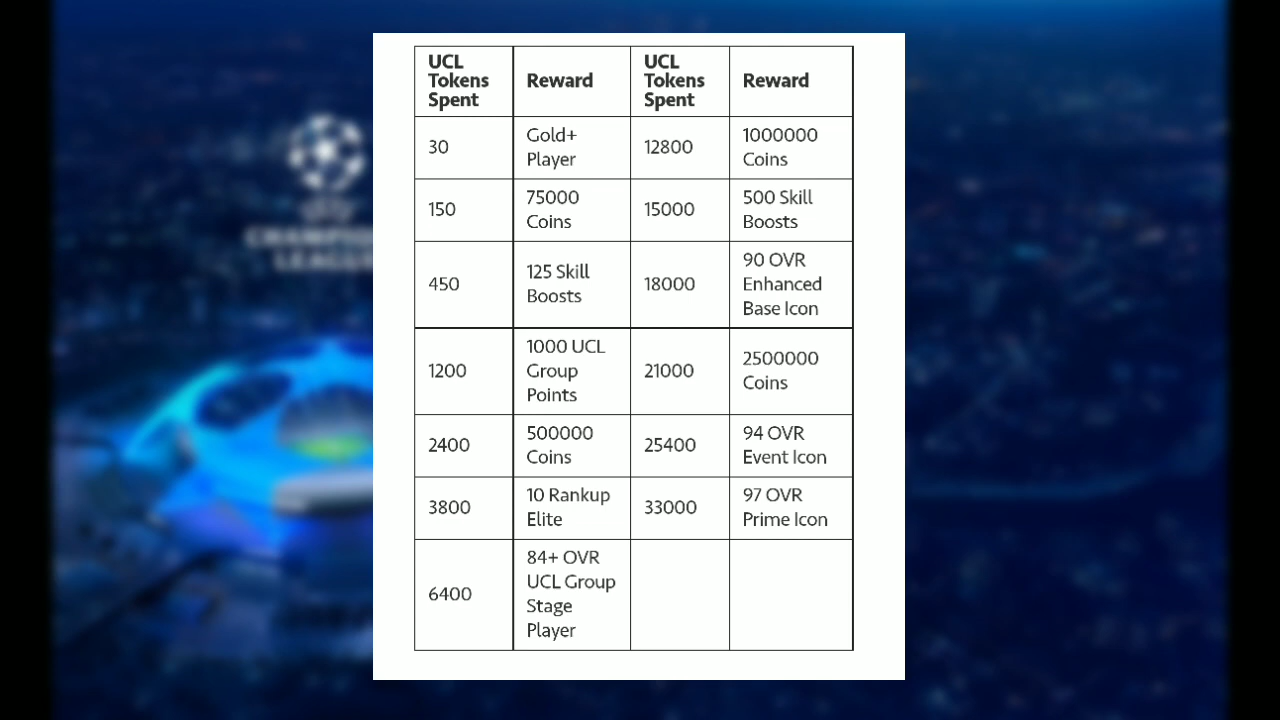 UCL
Tokens
Spent
Reward
UCL
Tokens
Spent
Reward
30
Gold+
Player
12800
1000000
Coins
150
75000
Coins
15000
500 Skill
Boosts
450
125 Skill
Boosts
18000
90 OVR
Enhanced
Base Icon
1200
1000 UCL
Group
Points
21000
2500000
Coins
2400
500000
Coins
25400
94 OVR
Event Icon
3800
10 Rankup
Elite
33000
97 OVR
Prime Icon
6400
84+ OVR
UCL Group
Stage
Player